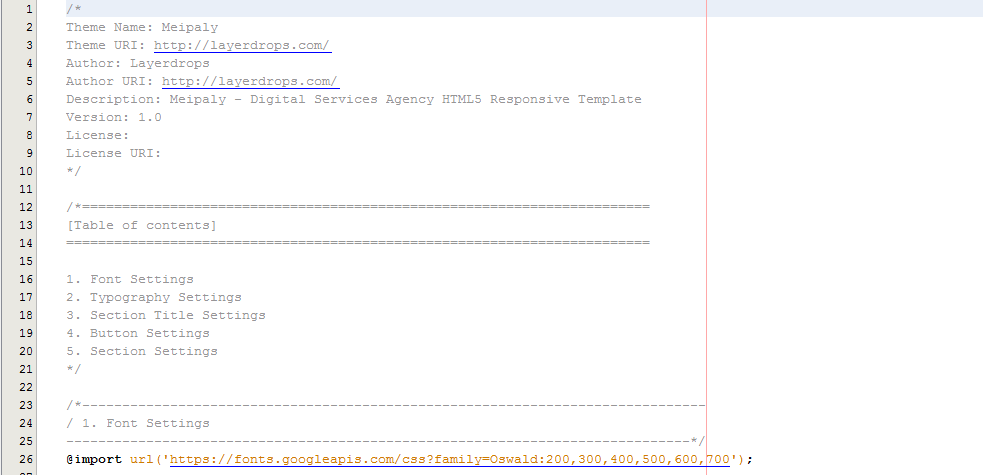 1 /*
2 Theme Name: Meipaly
3 Theme URI: http://layerdrops.com/
4 Author: Layerdrops
5 Author URI: http://layerdrops.com/
6 Description: Meipaly - Digital Services Agency HTML5 Responsive Template
7 Version: 1.0
8 License:
9 License URI:
10 */
11
12 /*=======================================================================
13 [Table of contents]
14 =========================================================================
15
16 1. Font Settings
17 2. Typography Settings
18 3. Section Title Settings
19 4. Button Settings
20 5. Section Settings
21 */
22
23 /*------------------------------------------------------------------------------
24 / 1. Font Settings
25 ------------------------------------------------------------------------------*/
26 @import url('https://fonts.googleapis.com/css?family=Oswald:200,300,400,500,600,700');